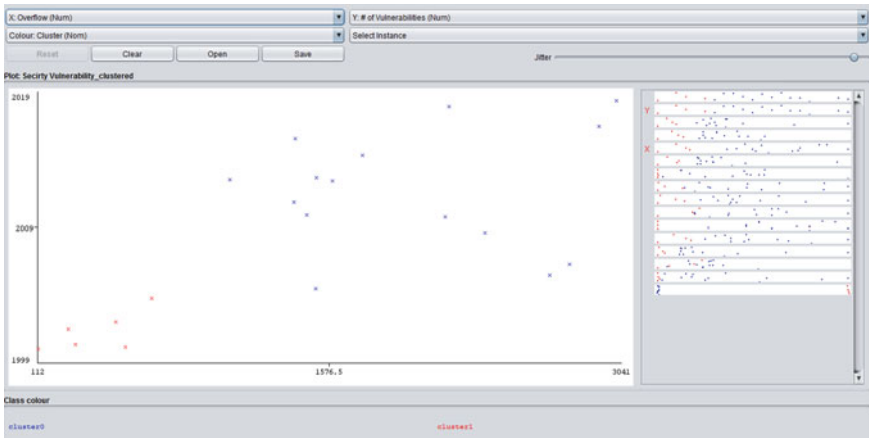 X: Overflow (Num)
Y: # of Vulnerabilities (Num)
Colour: Cluster (Nom)
Select Instance
Reset
Clear
Open
Save
Jitter
Plot: Secirty Vulnerability_clustered
2019
2009
1999
112
1576.5
3041
Y
X
Class colour
cluster0
cluster1